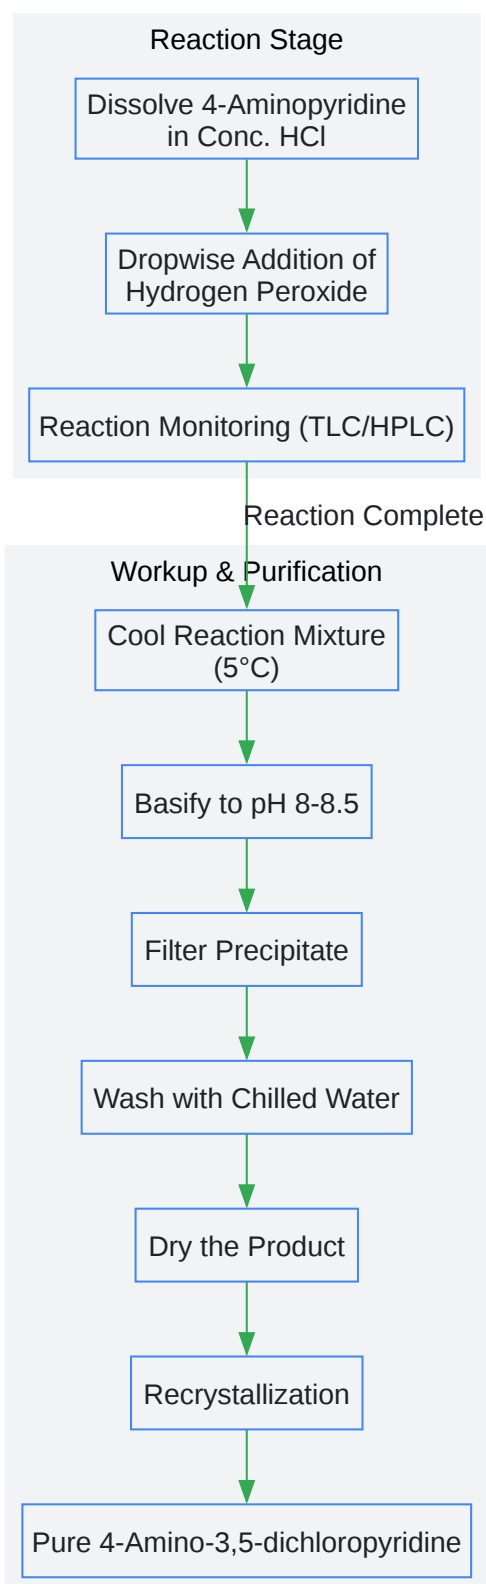 Reaction Stage
Dissolve 4-Aminopyridine
in Conc. HCl
Dropwise Addition of
Hydrogen Peroxide
Reaction Monitoring (TLC/HPLC)
Reaction Complete
Workup & Purification
Cool Reaction Mixture
(5°C)
Basify to pH 8-8.5
Filter Precipitate
Wash with Chilled Water
Dry the Product
Recrystallization
Pure 4-Amino-3,5-dichloropyridine